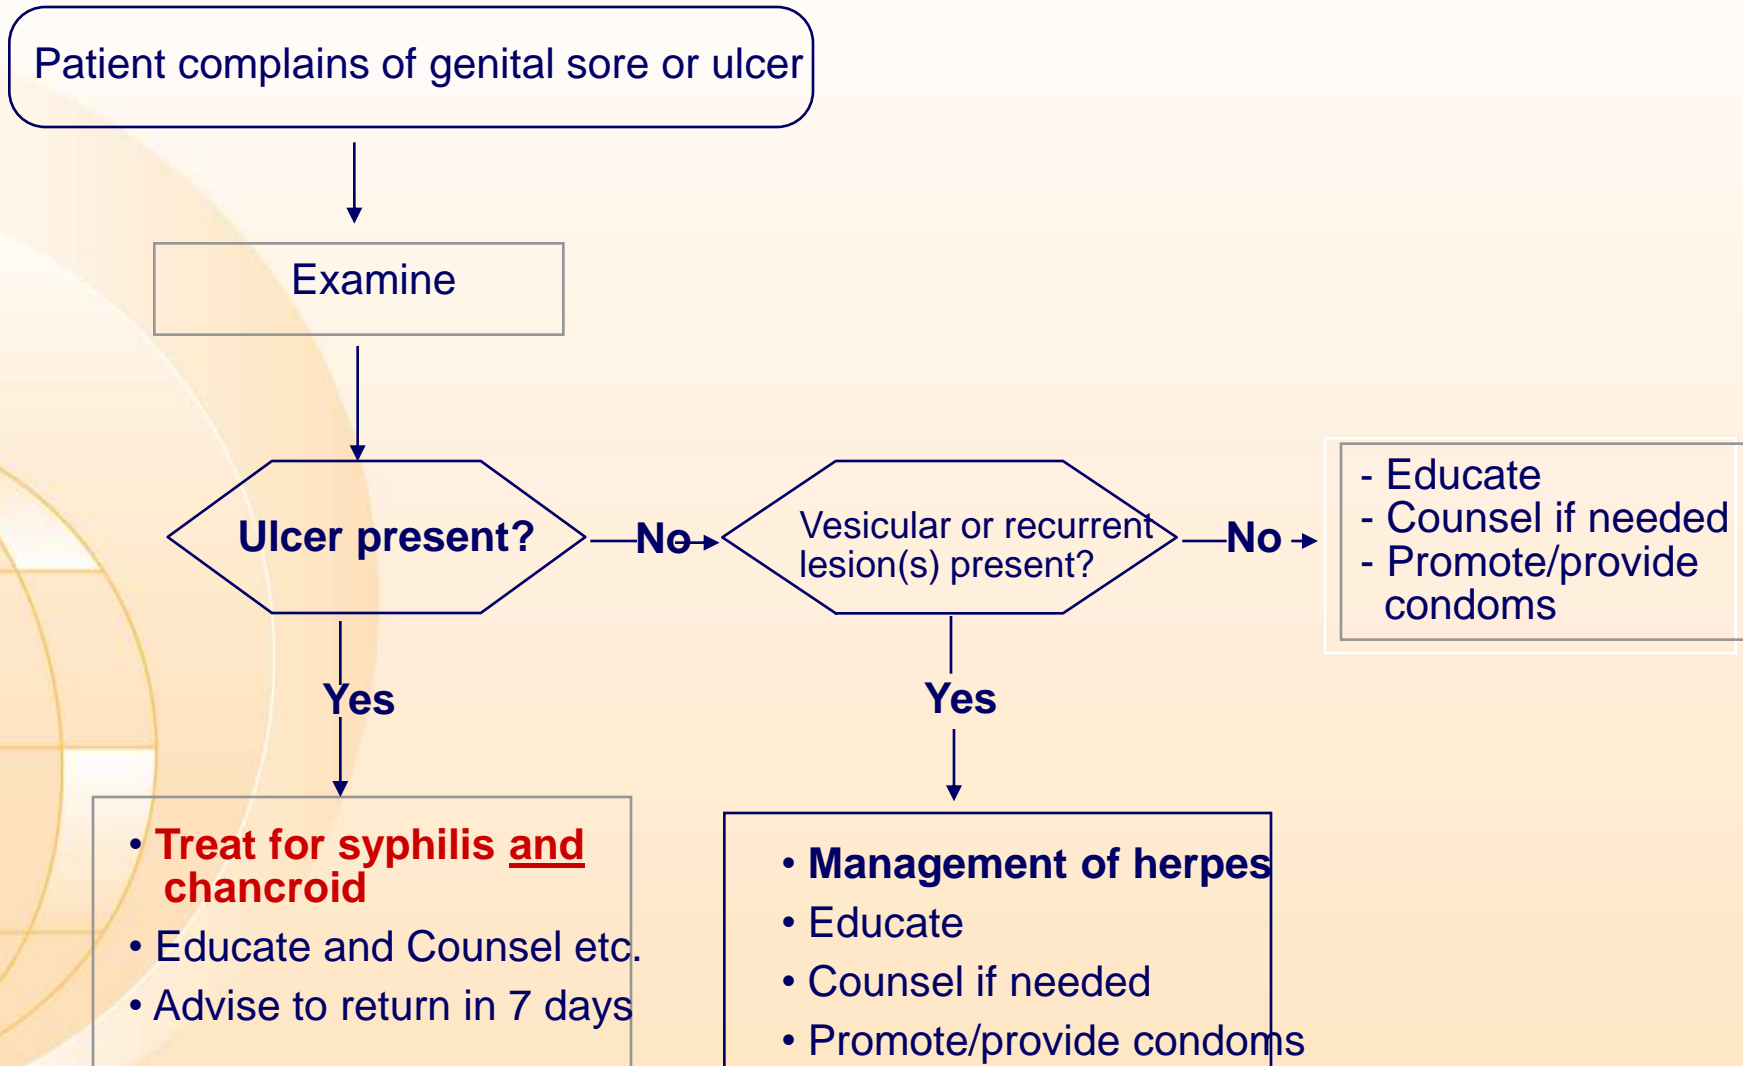 Patient complains of genital sore or ulcer
Examine
Ulcer present?
No
Vesicular or recurrent
lesion(s) present?
No
- Educate
- Counsel if needed
- Promote/provide
condoms
Yes
Yes
• Treat for syphilis and
chancroid
• Educate and Counsel etc.
• Advise to return in 7 days
• Management of herpes
• Educate
• Counsel if needed
• Promote/provide condoms